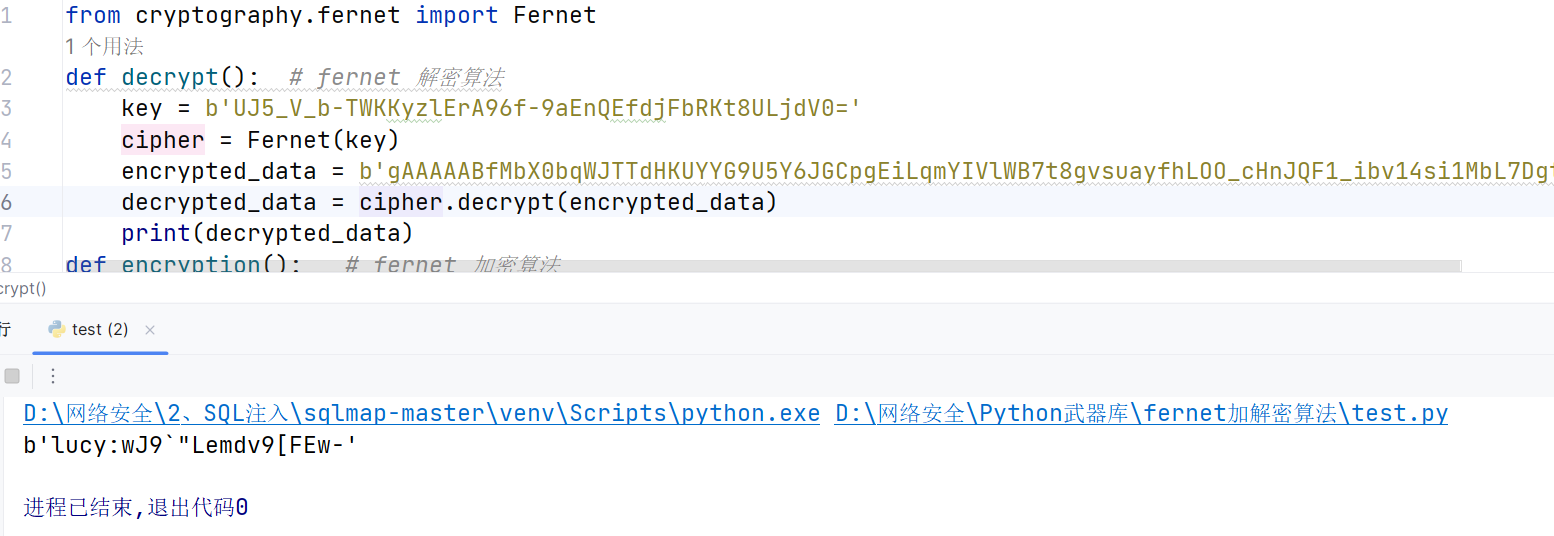 1 from cryptography.fernet import Fernet
1 个用法
2 def decrypt():  # fernet 解密算法
3 key = b'UJ5_V_b-TWKKyzlErA96f-9aEnQEfdjFbRKt8ULjdV0='
4 cipher = Fernet(key)
5 encrypted_data = b'gAAAAABfMbX0bqWJTTdHKUYYG9U5Y6JGCpgEiLqmYIVlWB7t8gvsuayfhLOO_cHnJQF1_ibv14si1MbL7Dgt
6 decrypted_data = cipher.decrypt(encrypted_data)
7 print(decrypted_data)
8 def encryption():   # fernet 加密算法
crypt()
行 test (2) ×
D:\网络安全\2、SQL注入\sqlmap-master\venv\Scripts\python.exe D:\网络安全\Python武器库\fernet加解密算法\test.py
b'lucy:wJ9`"Lemdv9[FEw-'
进程已结束,退出代码0